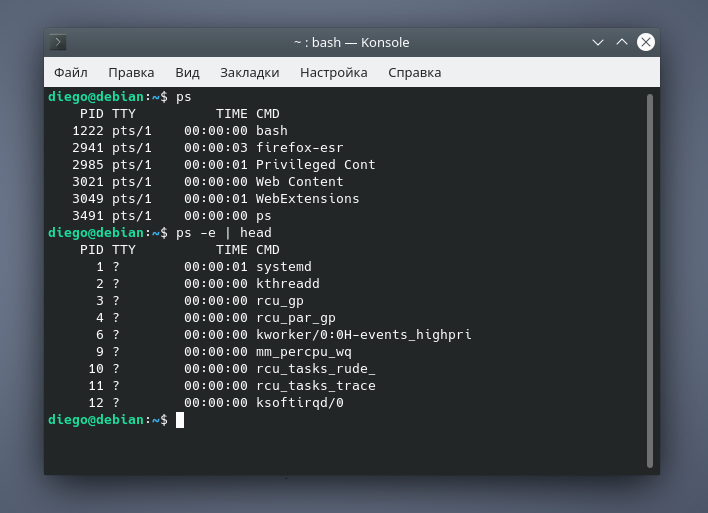 ~ : bash — Konsole
Файл Правка Вид Закладки Настройка Справка
diego@debian:~$ ps
    PID TTY          TIME CMD
   1222 pts/1    00:00:00 bash
   2941 pts/1    00:00:03 firefox-esr
   2985 pts/1    00:00:01 Privileged Cont
   3021 pts/1    00:00:00 Web Content
   3049 pts/1    00:00:01 WebExtensions
   3491 pts/1    00:00:00 ps
diego@debian:~$ ps -e | head
    PID TTY          TIME CMD
      1 ?        00:00:01 systemd
      2 ?        00:00:00 kthreadd
      3 ?        00:00:00 rcu_gp
      4 ?        00:00:00 rcu_par_gp
      6 ?        00:00:00 kworker/0:0H-events_highpri
      9 ?        00:00:00 mm_percpu_wq
     10 ?        00:00:00 rcu_tasks_rude_
     11 ?        00:00:00 rcu_tasks_trace
     12 ?        00:00:00 ksoftirqd/0
diego@debian:~$